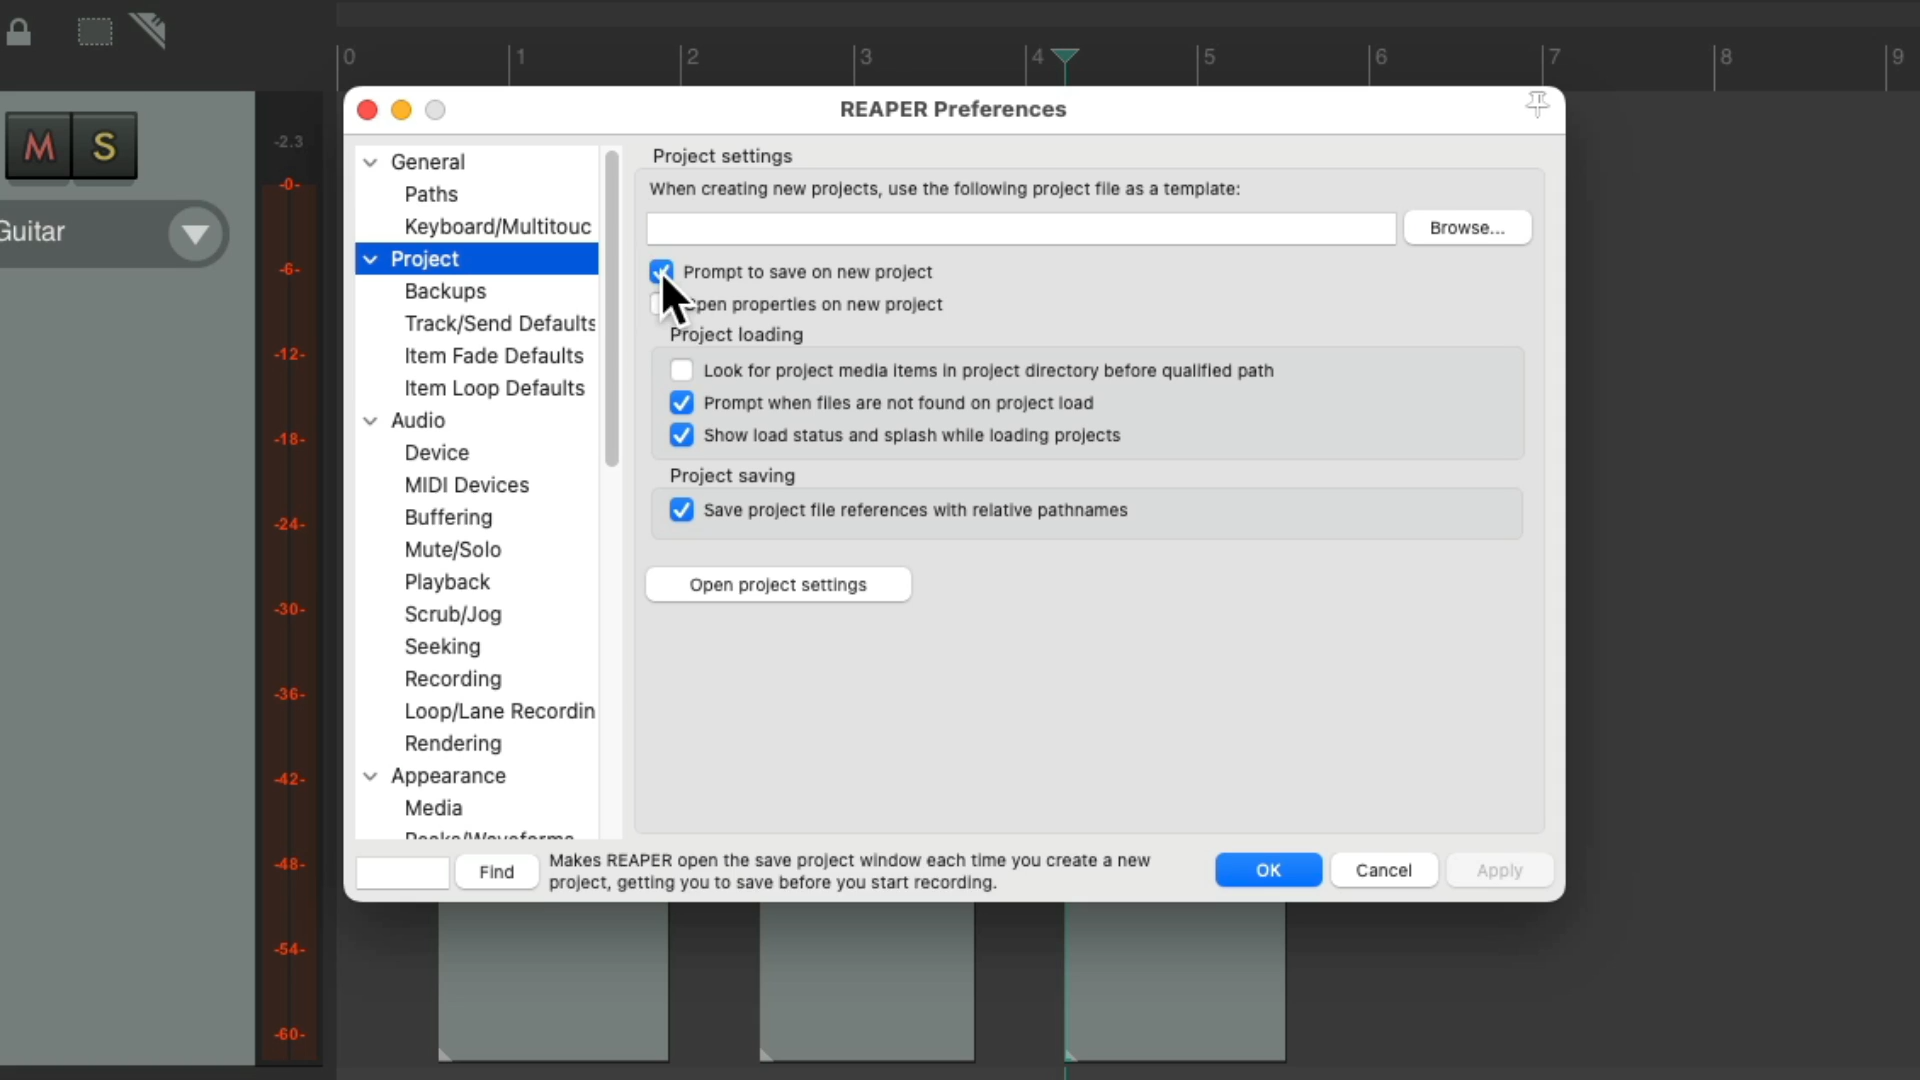 0 1 2 3 4 5 6 7 8 9
REAPER Preferences
M S
Guitar
-2.3
-0-
-6-
-12-
-18-
-24-
-30-
-36-
-42-
-48-
-54-
-60-
General
Paths
Keyboard/Multitouc
Project
Backups
Track/Send Defaults
Item Fade Defaults
Item Loop Defaults
Audio
Device
MIDI Devices
Buffering
Mute/Solo
Playback
Scrub/Jog
Seeking
Recording
Loop/Lane Recordin
Rendering
Appearance
Media
Project settings
When creating new projects, use the following project file as a template:
Browse...
Prompt to save on new project
pen properties on new project
Project loading
Look for project media items in project directory before qualified path
Prompt when files are not found on project load
Show load status and splash while loading projects
Project saving
Save project file references with relative pathnames
Open project settings
Find
Makes REAPER open the save project window each time you create a new
project, getting you to save before you start recording.
OK
Cancel
Apply